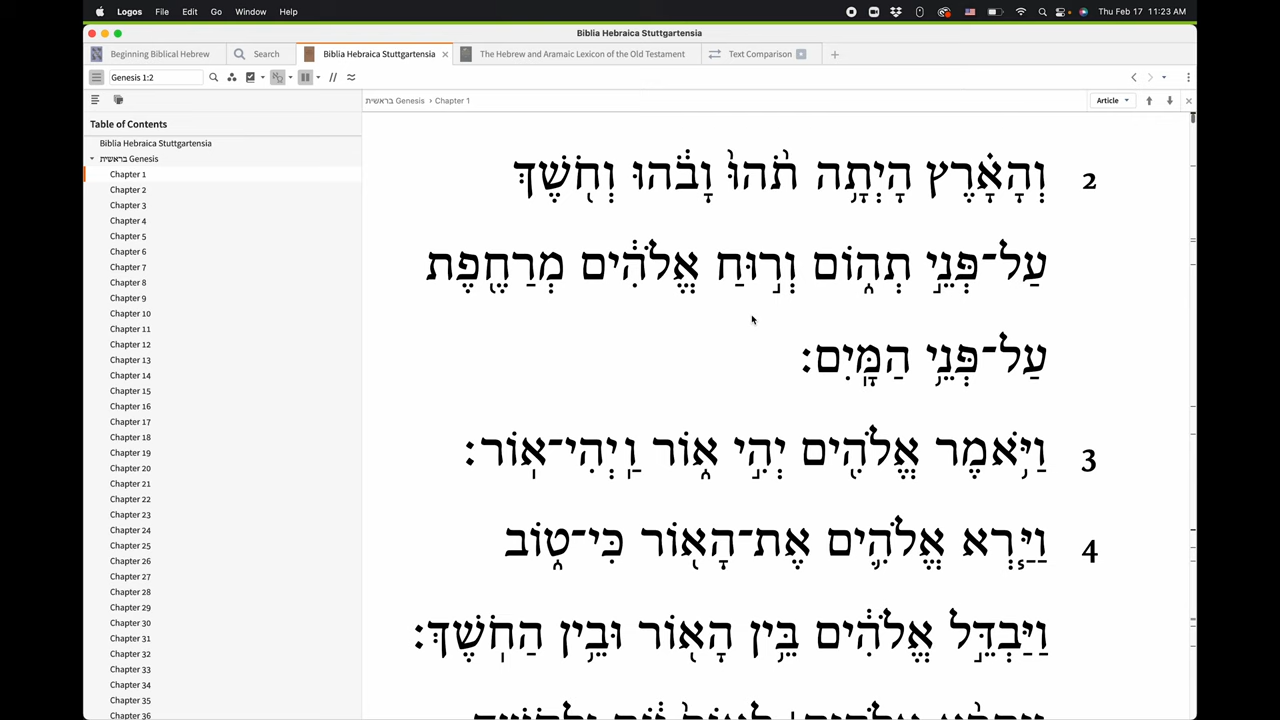 Logos File Edit Go Window Help Thu Feb 17 11:23 AM
Biblia Hebraica Stuttgartensia
Beginning Biblical Hebrew Search Biblia Hebraica Stuttgartensia The Hebrew and Aramaic Lexicon of the Old Testament Text Comparison
Genesis 1:2
בראשית Genesis › Chapter 1 Article
Table of Contents
Biblia Hebraica Stuttgartensia
בראשית Genesis
Chapter 1
Chapter 2
Chapter 3
Chapter 4
Chapter 5
Chapter 6
Chapter 7
Chapter 8
Chapter 9
Chapter 10
Chapter 11
Chapter 12
Chapter 13
Chapter 14
Chapter 15
Chapter 16
Chapter 17
Chapter 18
Chapter 19
Chapter 20
Chapter 21
Chapter 22
Chapter 23
Chapter 24
Chapter 25
Chapter 26
Chapter 27
Chapter 28
Chapter 29
Chapter 30
Chapter 31
Chapter 32
Chapter 33
Chapter 34
Chapter 35
Chapter 36
2 וְהָאָ֗רֶץ הָיְתָ֥ה תֹ֙הוּ֙ וָבֹ֔הוּ וְחֹ֖שֶׁךְ
עַל־פְּנֵ֣י תְה֑וֹם וְר֣וּחַ אֱלֹהִ֔ים מְרַחֶ֖פֶת
עַל־פְּנֵ֥י הַמָּֽיִם׃
3 וַיֹּ֥אמֶר אֱלֹהִ֖ים יְהִ֣י א֑וֹר וַֽיְהִי־אֽוֹר׃
4 וַיַּ֧רְא אֱלֹהִ֛ים אֶת־הָא֖וֹר כִּי־ט֑וֹב
וַיַּבְדֵּ֣ל אֱלֹהִ֔ים בֵּ֥ין הָא֖וֹר וּבֵ֥ין הַחֹֽשֶׁךְ׃